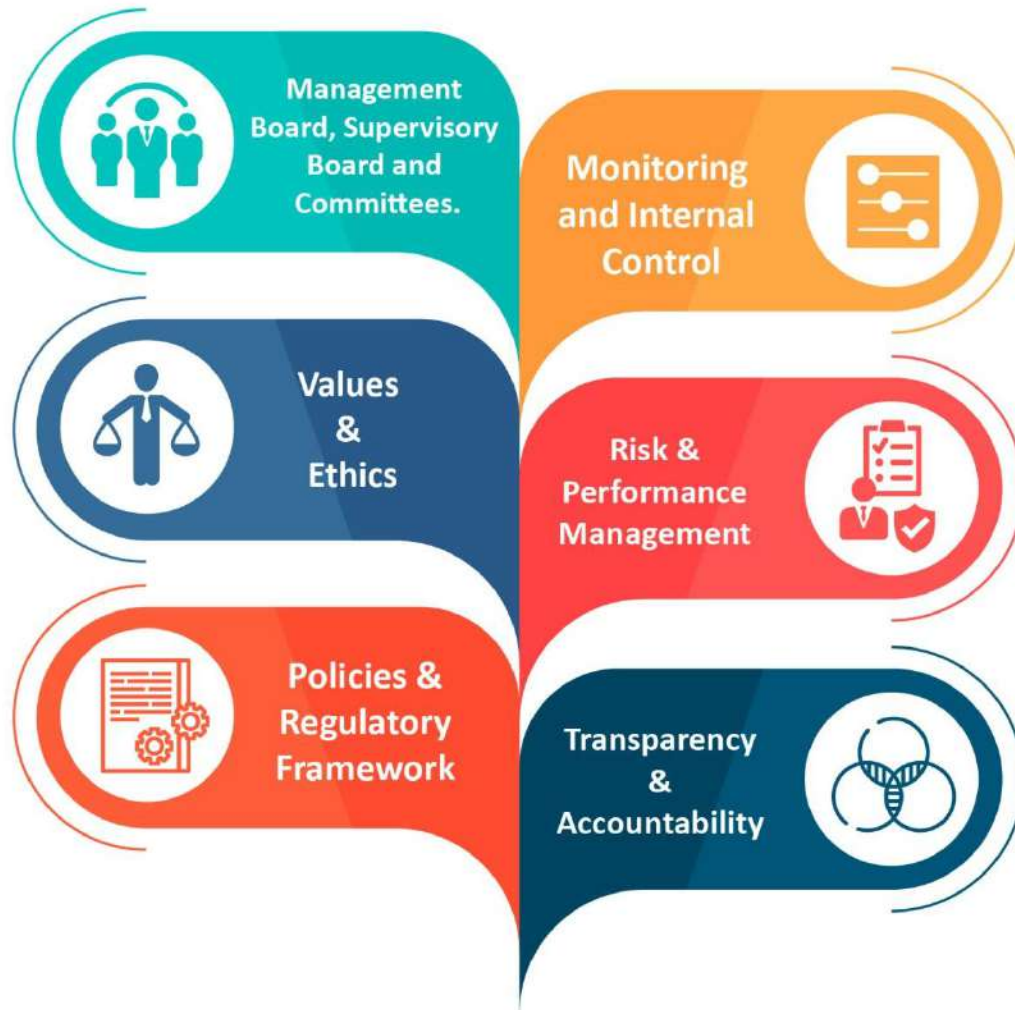 Management
Board, Supervisory
Board and
Committees.
Monitoring
and Internal
Control
Values
&
Ethics
Risk &
Performance
Management
Policies &
Regulatory
Framework
Transparency
&
Accountability